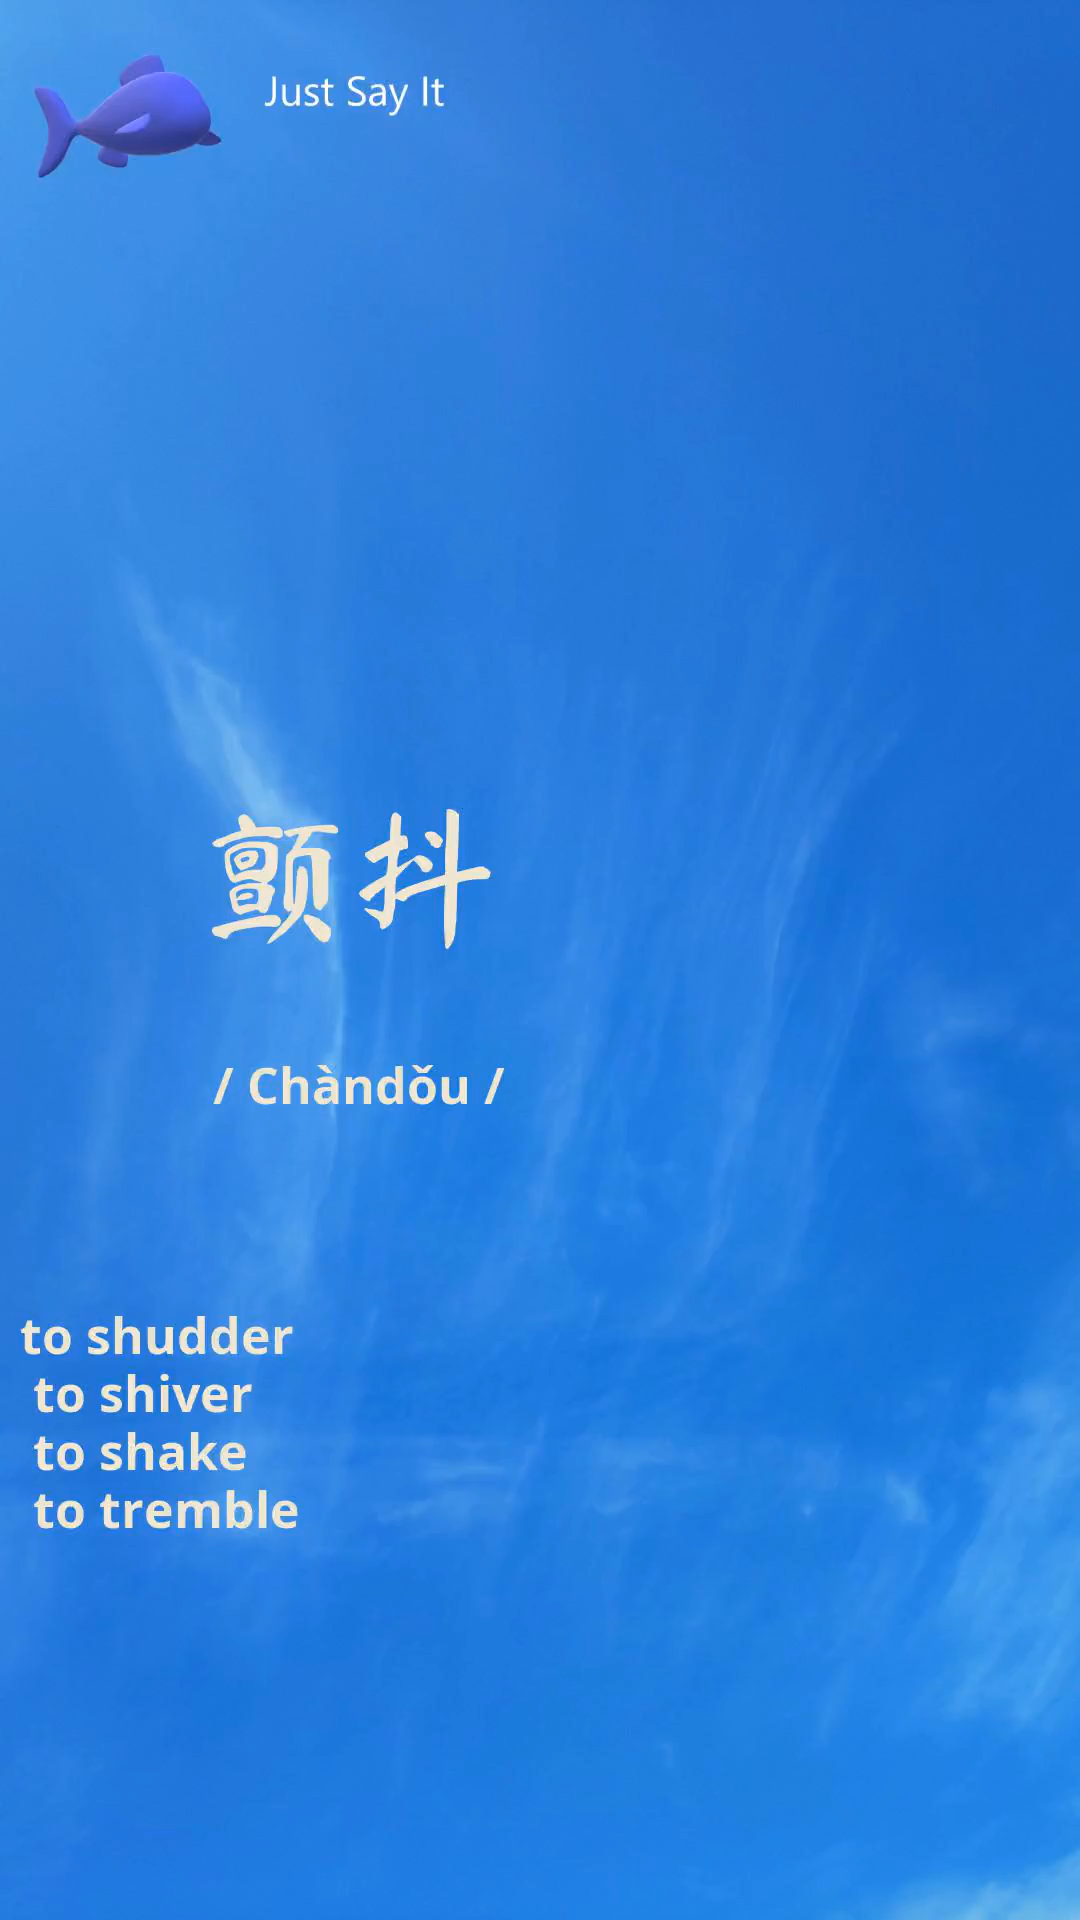 Just Say It
颤抖
/ Chàndǒu /
to shudder
to shiver
to shake
to tremble